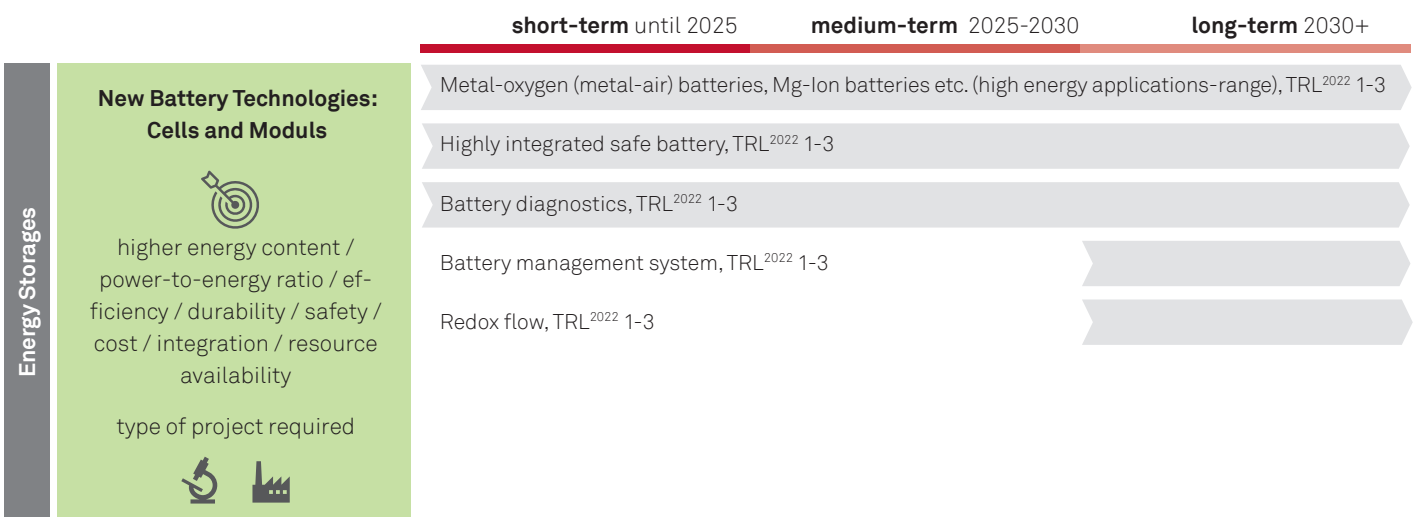 short-term until 2025
medium-term 2025-2030
long-term 2030+
Energy Storages
New Battery Technologies:
Cells and Moduls
higher energy content /
power-to-energy ratio / ef-
ficiency / durability / safety /
cost / integration / resource
availability
type of project required
Metal-oxygen (metal-air) batteries, Mg-Ion batteries etc. (high energy applications-range), TRL²⁰²² 1-3
Highly integrated safe battery, TRL²⁰²² 1-3
Battery diagnostics, TRL²⁰²² 1-3
Battery management system, TRL²⁰²² 1-3
Redox flow, TRL²⁰²² 1-3